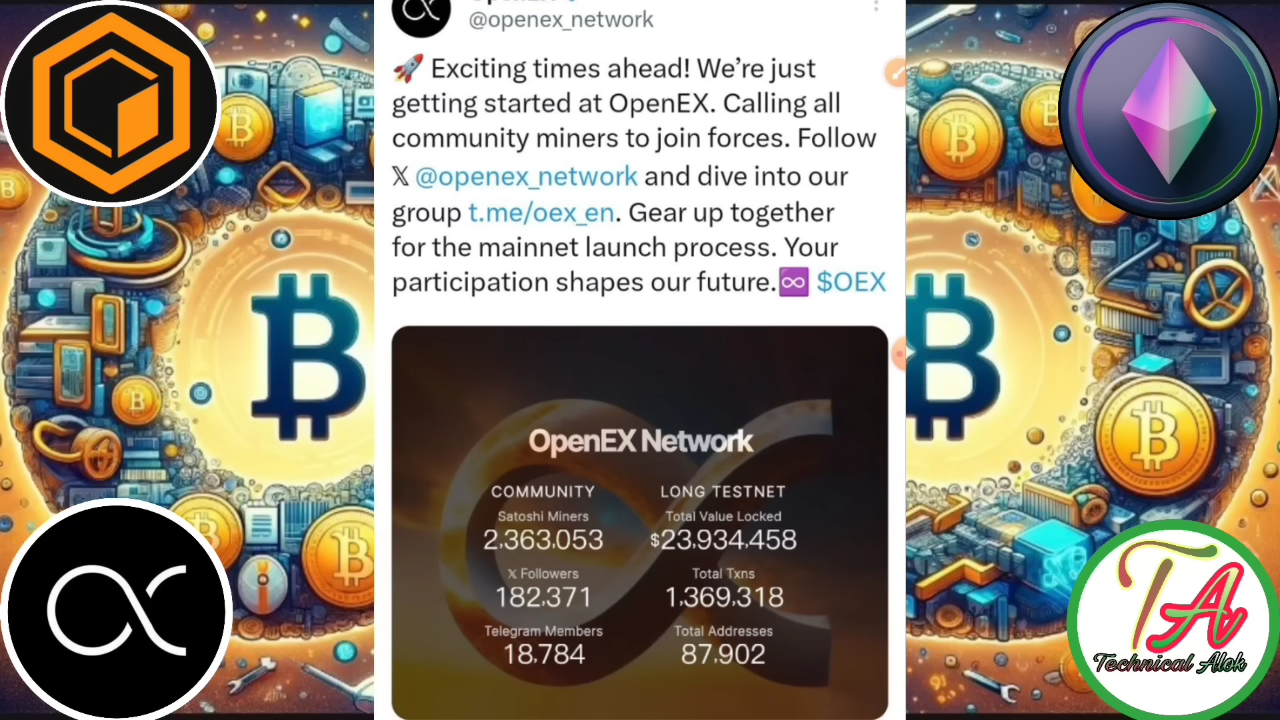 @openex_network
🚀 Exciting times ahead! We're just
getting started at OpenEX. Calling all
community miners to join forces. Follow
𝕏 @openex_network and dive into our
group t.me/oex_en. Gear up together
for the mainnet launch process. Your
participation shapes our future.♾️ $OEX
OpenEX Network
COMMUNITY
Satoshi Miners
2,363,053
𝕏 Followers
182,371
Telegram Members
18,784
LONG TESTNET
Total Value Locked
$23,934,458
Total Txns
1,369,318
Total Addresses
87,902
TA
Technical Alok